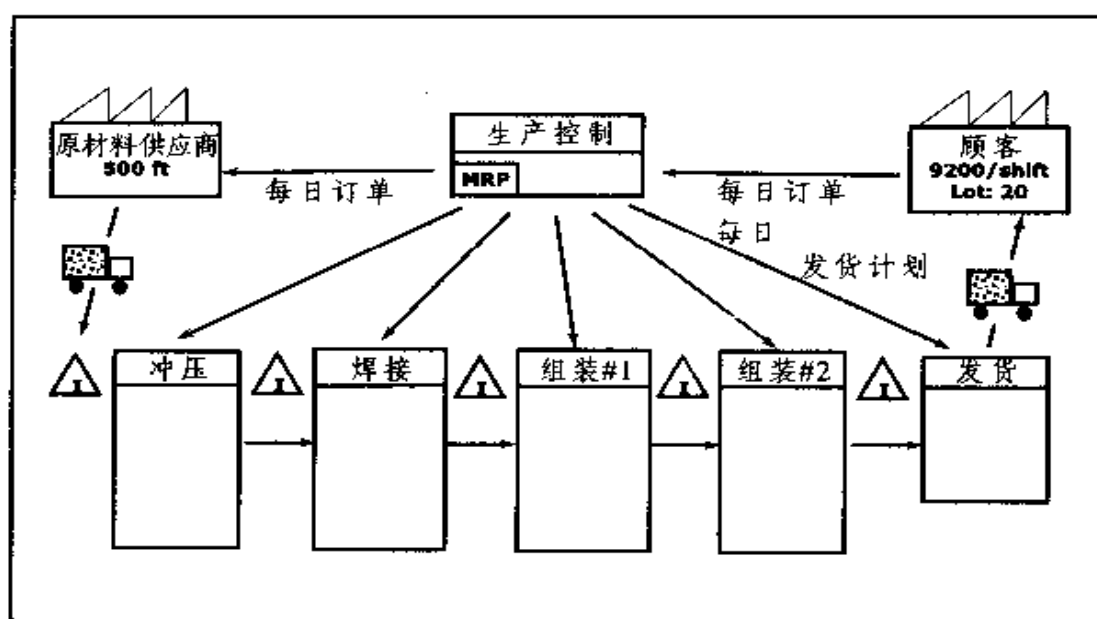 原材料供应商
500 ft
生产控制
MRP
顾客
9200/shift
Lot: 20
每日订单
每日订单
每日
发货计划
I
冲压
I
焊接
I
组装#1
I
组装#2
I
发货